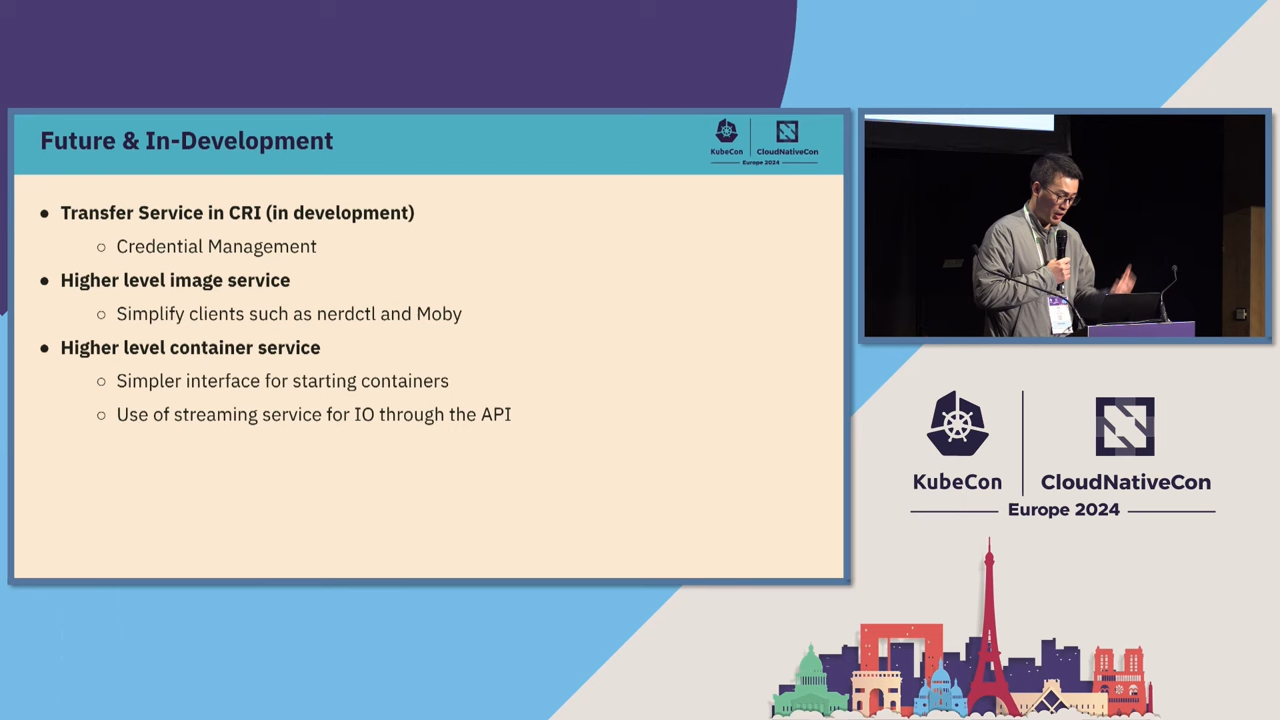 Future & In-Development
KubeCon
CloudNativeCon
Europe 2024
● Transfer Service in CRI (in development)
○ Credential Management
● Higher level image service
○ Simplify clients such as nerdctl and Moby
● Higher level container service
○ Simpler interface for starting containers
○ Use of streaming service for IO through the API
KubeCon
CloudNativeCon
Europe 2024